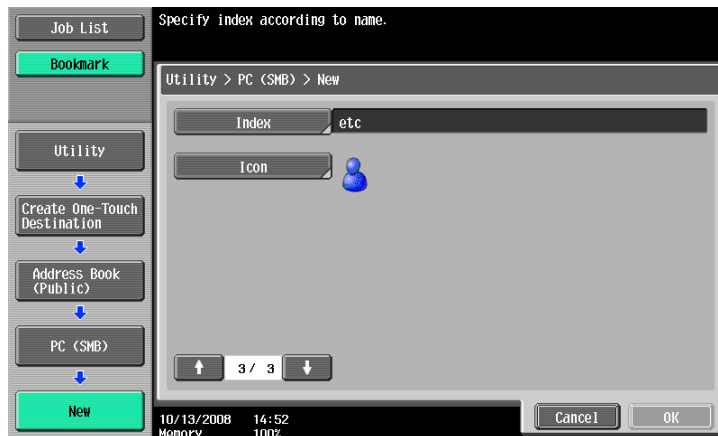 Job List
Bookmark
Specify index according to name.
Utility > PC (SMB) > New
Index
etc
Icon
Utility
Create One-Touch
Destination
Address Book
(Public)
PC (SMB)
New
3/ 3
10/13/2008 14:52
Memory 100%
Cancel
OK